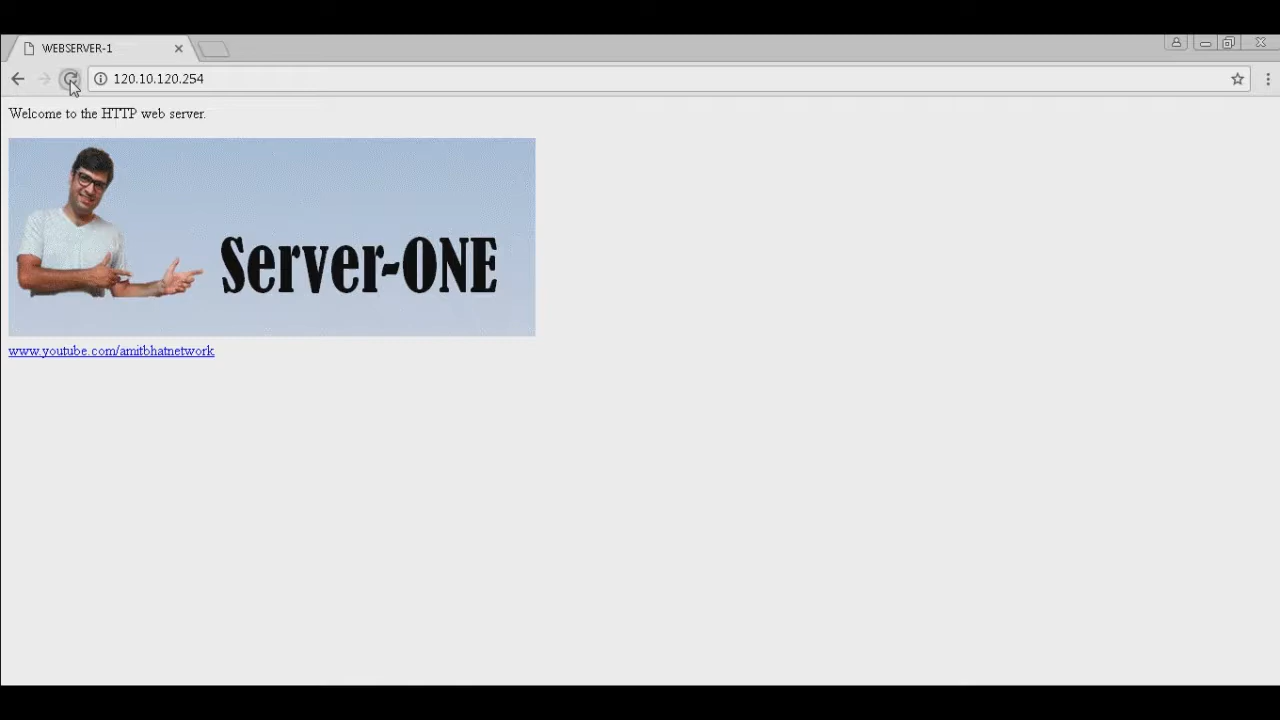 WEBSERVER-1
120.10.120.254
Welcome to the HTTP web server.
Server-ONE
www.youtube.com/amitbhatnetwork